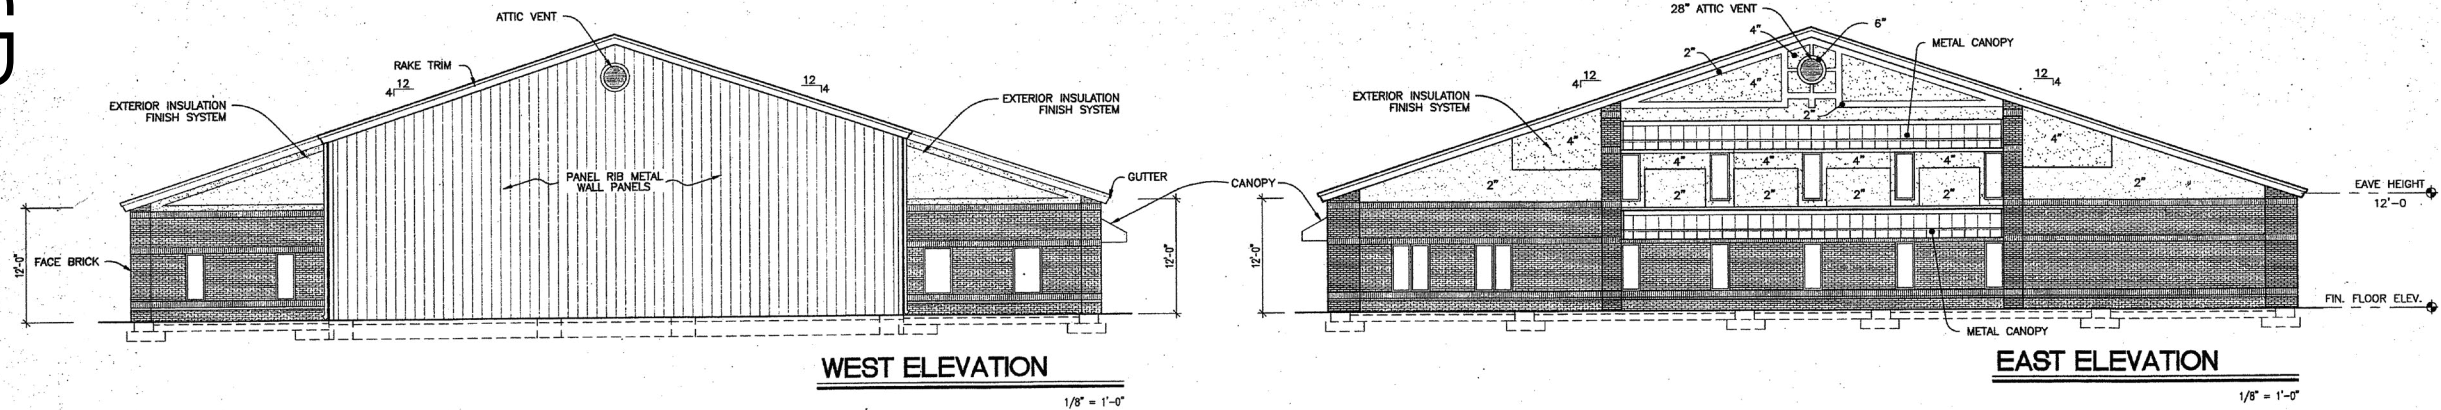 ATTIC VENT
RAKE TRIM
12
4
12
4
EXTERIOR INSULATION
FINISH SYSTEM
EXTERIOR INSULATION
FINISH SYSTEM
PANEL RIB METAL
WALL PANELS
GUTTER
CANOPY
12'-0"
FACE BRICK
12'-0"
WEST ELEVATION
1/8" = 1'-0"
28" ATTIC VENT
6"
4"
2"
METAL CANOPY
12
4
12
4
4"
4"
EXTERIOR INSULATION
FINISH SYSTEM
2"
4"
4"
4"
4"
4"
4"
2"
2"
2"
2"
2"
2"
EAVE HEIGHT
12'-0
12'-0"
FIN. FLOOR ELEV.
METAL CANOPY
EAST ELEVATION
1/8" = 1'-0"